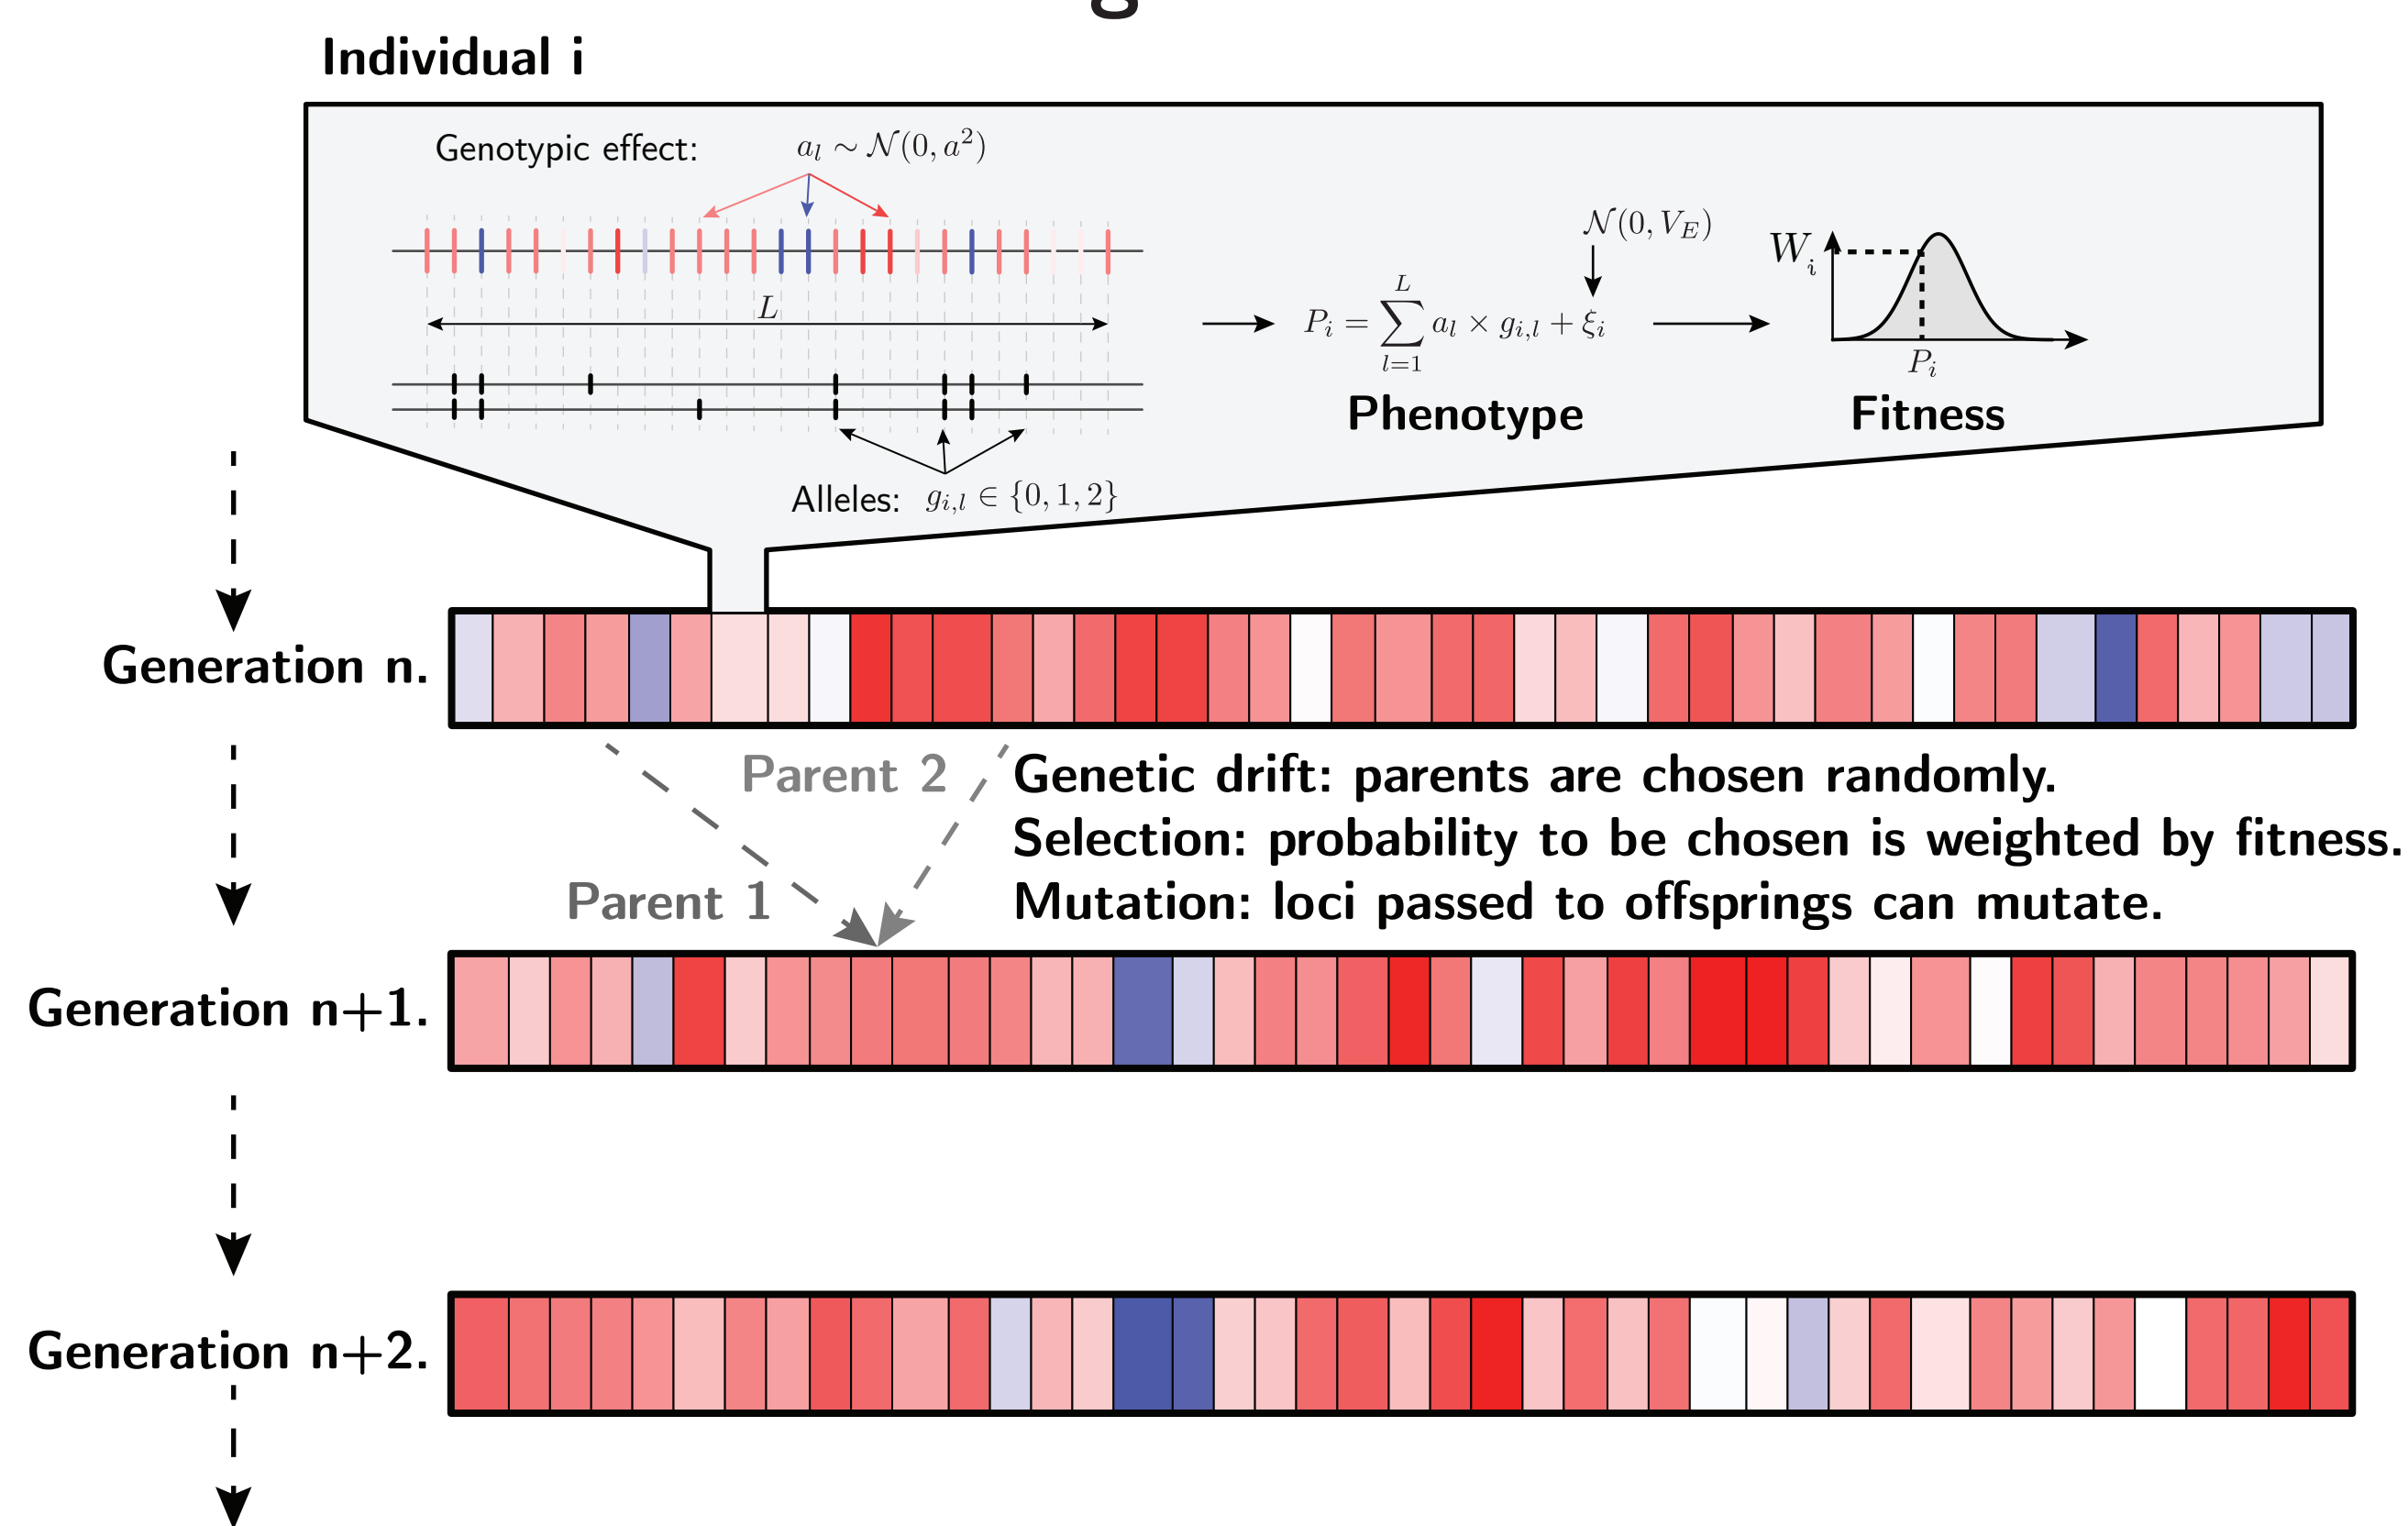 Individual i
Genotypic effect: a_l ∼ 𝒩(0, a²)
L
𝒩(0, V_E)
P_i = ∑_{l=1}^{L} a_l × g_{i,l} + ξ_i
W_i
P_i
Phenotype
Fitness
Alleles: g_{i,l} ∈ {0, 1, 2}
Generation n.
Parent 2
Genetic drift: parents are chosen randomly.
Selection: probability to be chosen is weighted by fitness.
Parent 1
Mutation: loci passed to offsprings can mutate.
Generation n+1.
Generation n+2.